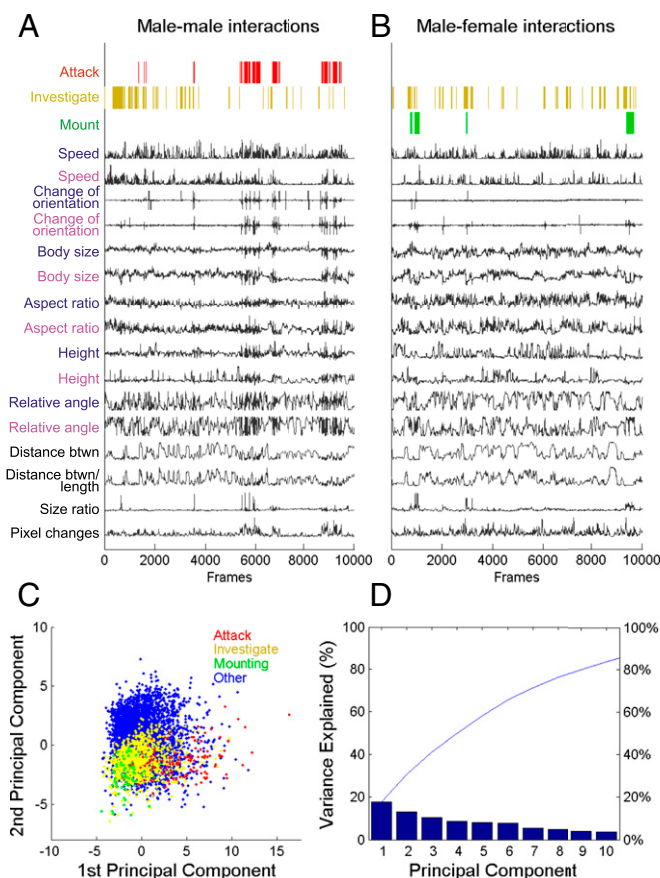 A
Male-male interactions
B
Male-female interactions
Attack
Investigate
Mount
Speed
Speed
Change of
orientation
Change of
orientation
Body size
Body size
Aspect ratio
Aspect ratio
Height
Height
Relative angle
Relative angle
Distance btwn
Distance btwn/
length
Size ratio
Pixel changes
0 2000 4000 6000 8000 10000
Frames
0 2000 4000 6000 8000 10000
Frames
C
10
5
0
-5
-10 -5 0 5 10 15
2nd Principal Component
1st Principal Component
Attack
Investigate
Mounting
Other
D
100
80
60
40
20
0
Variance Explained (%)
100%
80%
60%
40%
20%
0%
1 2 3 4 5 6 7 8 9 10
Principal Component